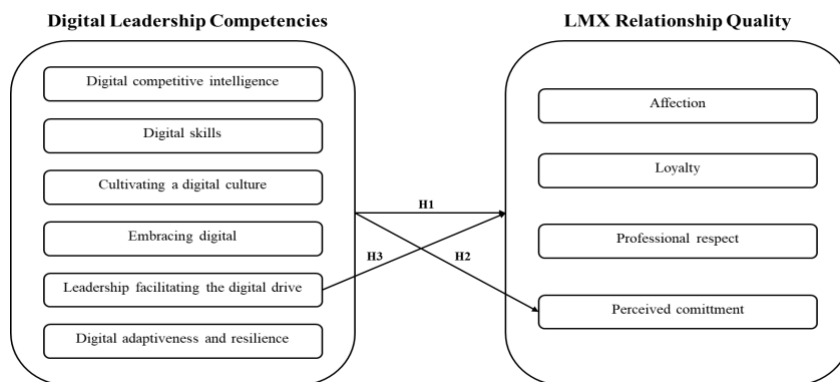 Digital Leadership Competencies
Digital competitive intelligence
Digital skills
Cultivating a digital culture
Embracing digital
Leadership facilitating the digital drive
Digital adaptiveness and resilience
H1
H3
H2
LMX Relationship Quality
Affection
Loyalty
Professional respect
Perceived comittment